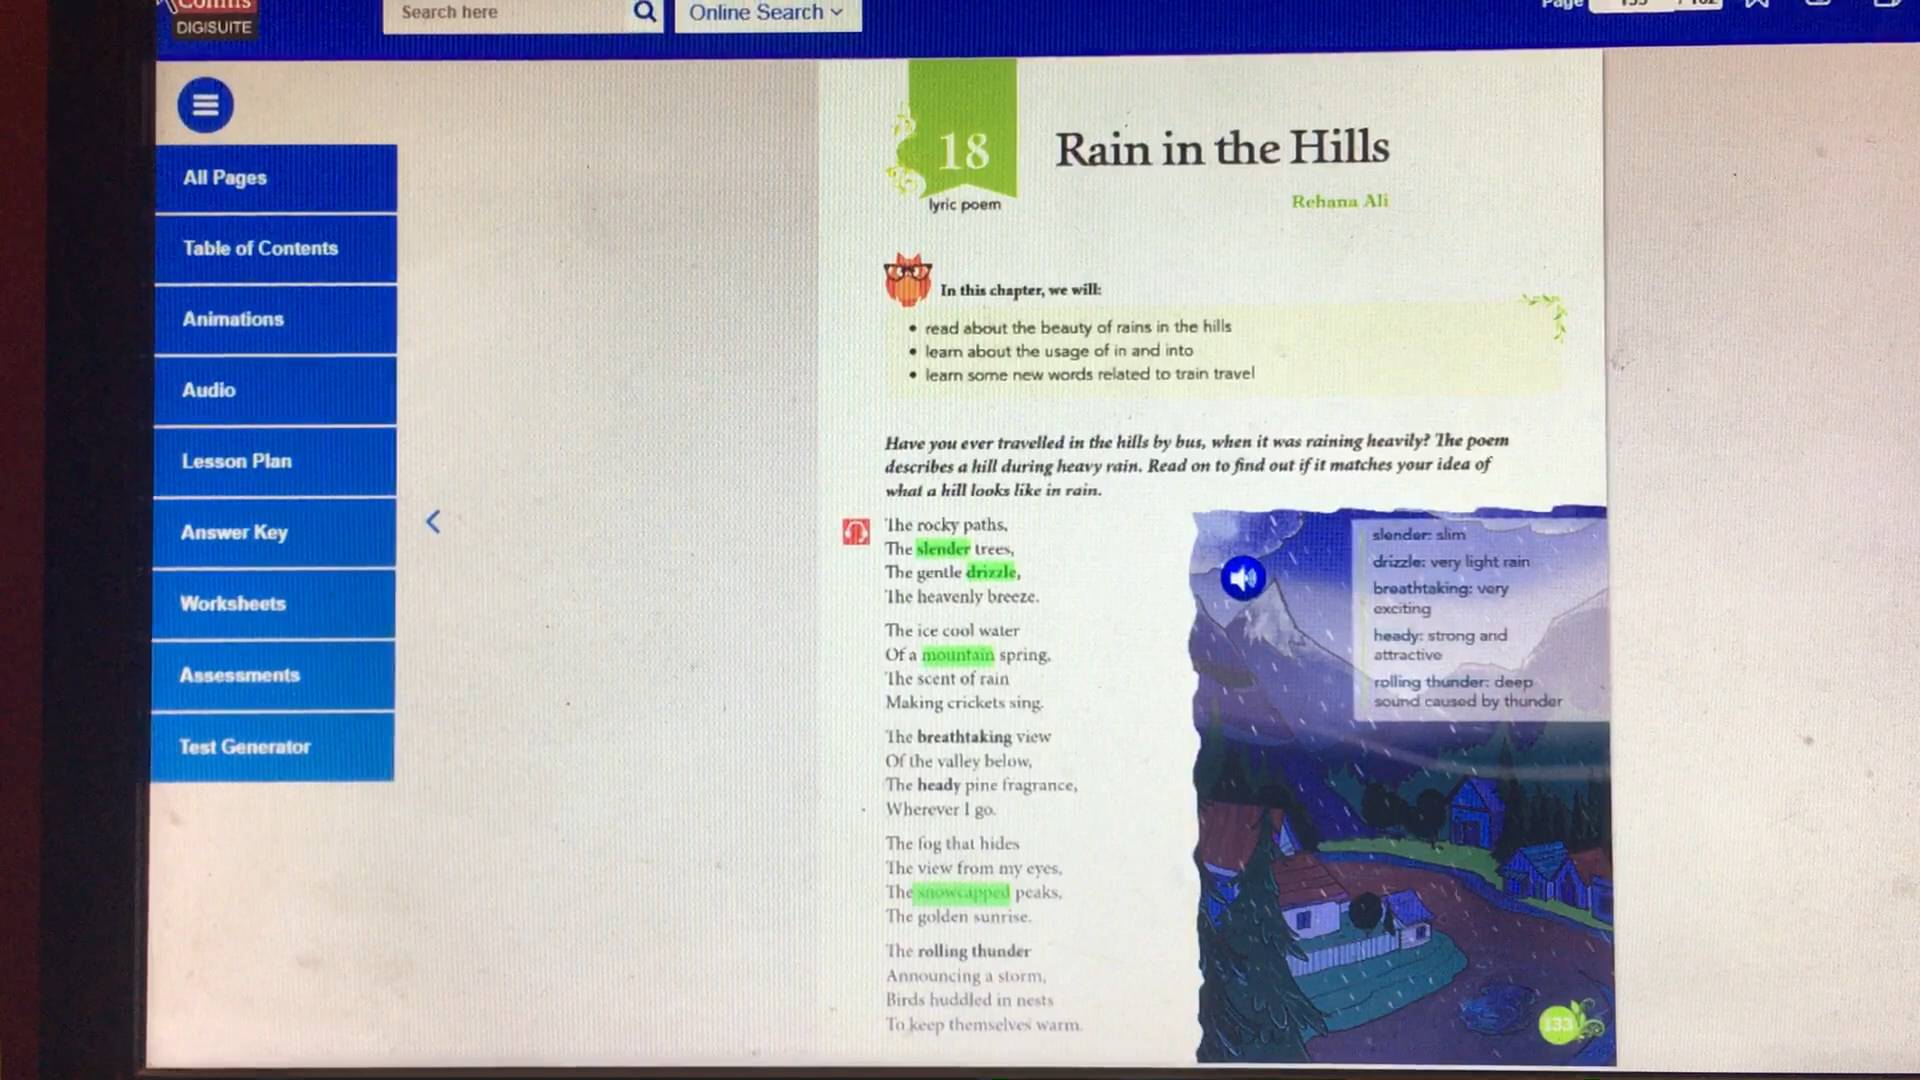 Collins
DIGISUITE
Search here
Online Search
Page
All Pages
Table of Contents
Animations
Audio
Lesson Plan
Answer Key
Worksheets
Assessments
Test Generator
18
lyric poem
Rain in the Hills
Rehana Ali
In this chapter, we will:
• read about the beauty of rains in the hills
• learn about the usage of in and into
• learn some new words related to train travel
Have you ever travelled in the hills by bus, when it was raining heavily? The poem
describes a hill during heavy rain. Read on to find out if it matches your idea of
what a hill looks like in rain.
The rocky paths,
The slender trees,
The gentle drizzle,
The heavenly breeze.
The ice cool water
Of a mountain spring,
The scent of rain
Making crickets sing.
The breathtaking view
Of the valley below,
The heady pine fragrance,
Wherever I go.
The fog that hides
The view from my eyes,
The snowcapped peaks,
The golden sunrise.
The rolling thunder
Announcing a storm,
Birds huddled in nests
To keep themselves warm.
slender: slim
drizzle: very light rain
breathtaking: very
exciting
heady: strong and
attractive
rolling thunder: deep
sound caused by thunder
133